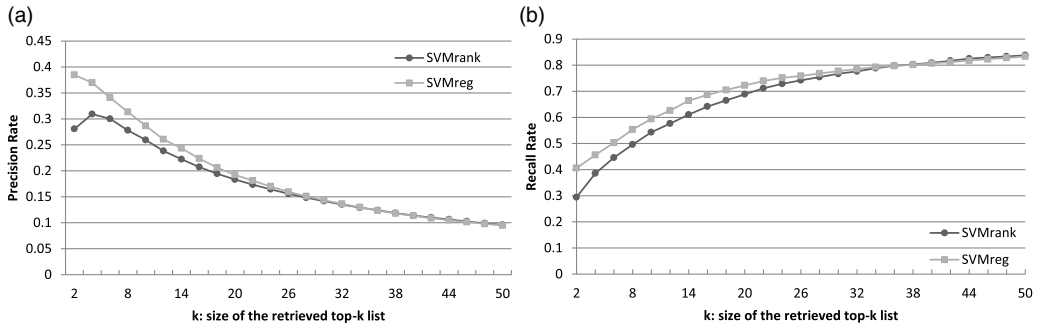 (a)
0.45
0.4
0.35
0.3
0.25
0.2
0.15
0.1
0.05
0
Precision Rate
SVMrank
SVMreg
2 8 14 20 26 32 38 44 50
k: size of the retrieved top-k list
(b)
0.9
0.8
0.7
0.6
0.5
0.4
0.3
0.2
0.1
0
Recall Rate
SVMrank
SVMreg
2 8 14 20 26 32 38 44 50
k: size of the retrieved top-k list